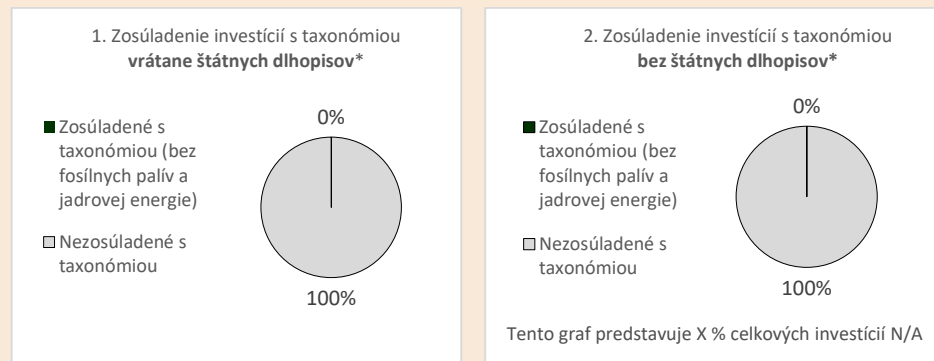 1. Zosúladenie investícií s taxonómiou
vrátane štátnych dlhopisov*
Zosúladené s
taxonómiou (bez
fosílnych palív a
jadrovej energie)
Nezosúladené s
taxonómiou
0%
100%
2. Zosúladenie investícií s taxonómiou
bez štátnych dlhopisov*
Zosúladené s
taxonómiou (bez
fosílnych palív a
jadrovej energie)
Nezosúladené s
taxonómiou
0%
100%
Tento graf predstavuje X % celkových investícií N/A